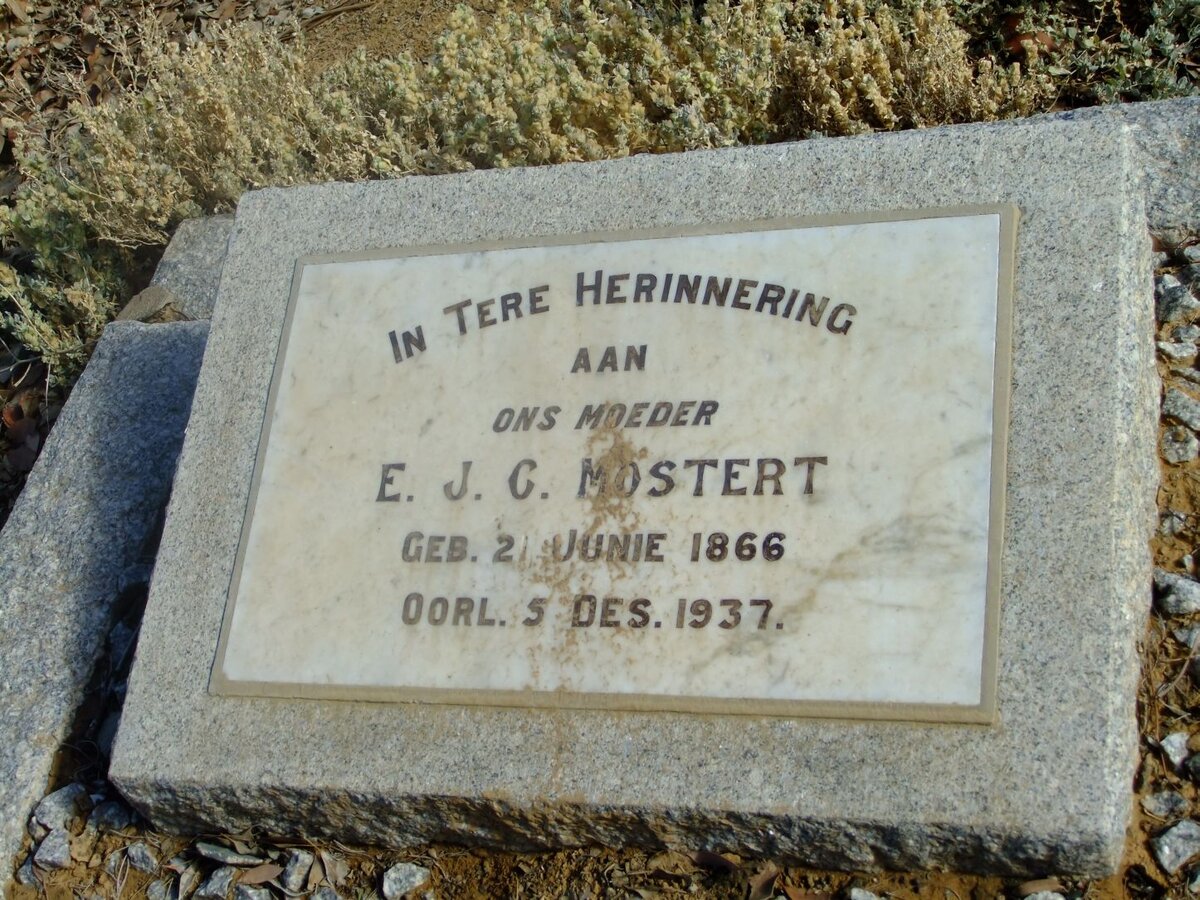 IN TERE HERINNERING
AAN
ONS MOEDER
E. J. C. MOSTERT
GEB. 21 JUNIE 1866
OORL. 5 DES. 1937.